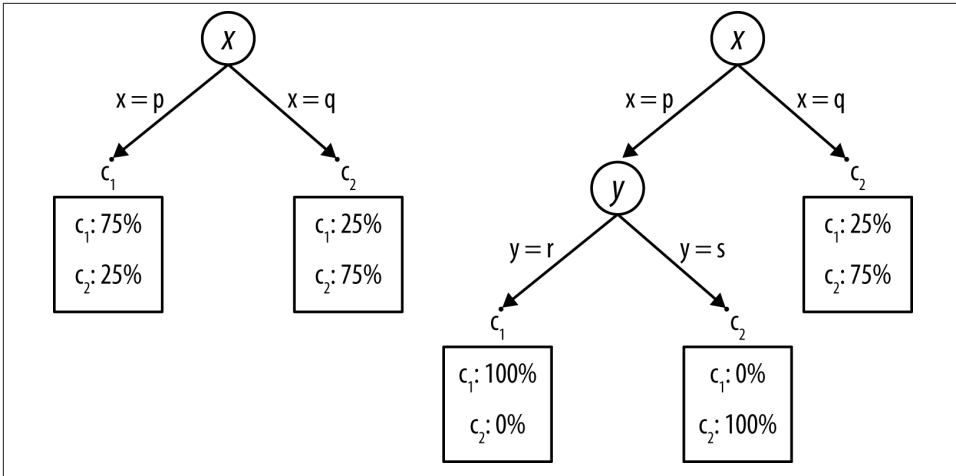 x
x = p
x = q
c₁
c₂
c₁: 75%
c₂: 25%
c₁: 25%
c₂: 75%
x
x = p
x = q
y
c₂
c₁: 25%
c₂: 75%
y = r
y = s
c₁
c₂
c₁: 100%
c₂: 0%
c₁: 0%
c₂: 100%